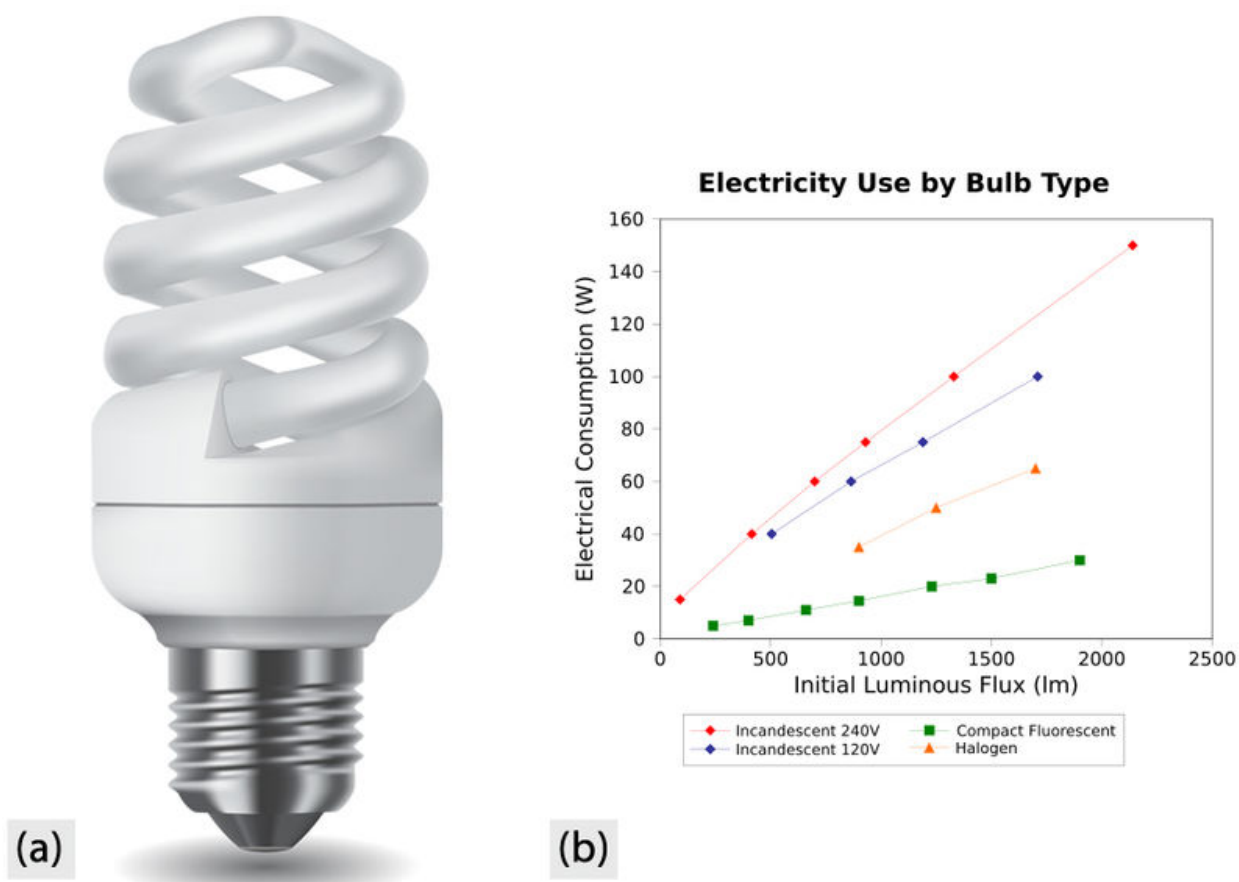 Electricity Use by Bulb Type
160
140
120
100
80
60
40
20
0
Electrical Consumption (W)
0 500 1000 1500 2000 2500
Initial Luminous Flux (lm)
Incandescent 240V Compact Fluorescent
Incandescent 120V Halogen
(a) (b)